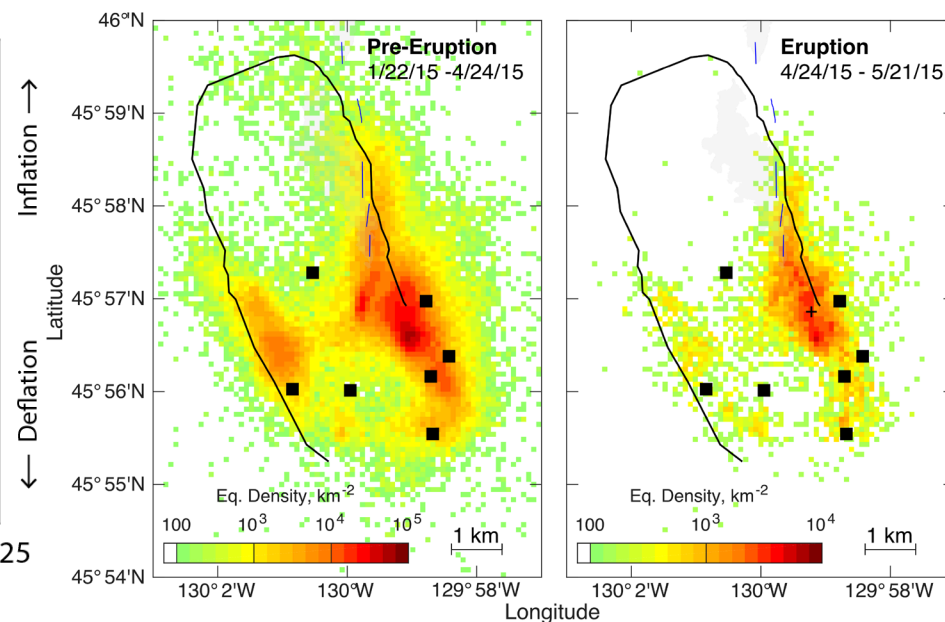 Inflation →
← Deflation
25
Latitude
46°N
45° 59'
45° 58'
45° 57'
45° 56'
45° 55'
45° 54'
Pre-Eruption
1/22/15 -4/24/15
Eq. Density, km-2
100 10³ 10⁴ 10⁵
1 km
130° 2'W 130°W 129° 58'W
Eruption
4/24/15 - 5/21/15
Eq. Density, km-2
100 10³ 10⁴
1 km
130° 2'W 130°W 129° 58'W
Longitude